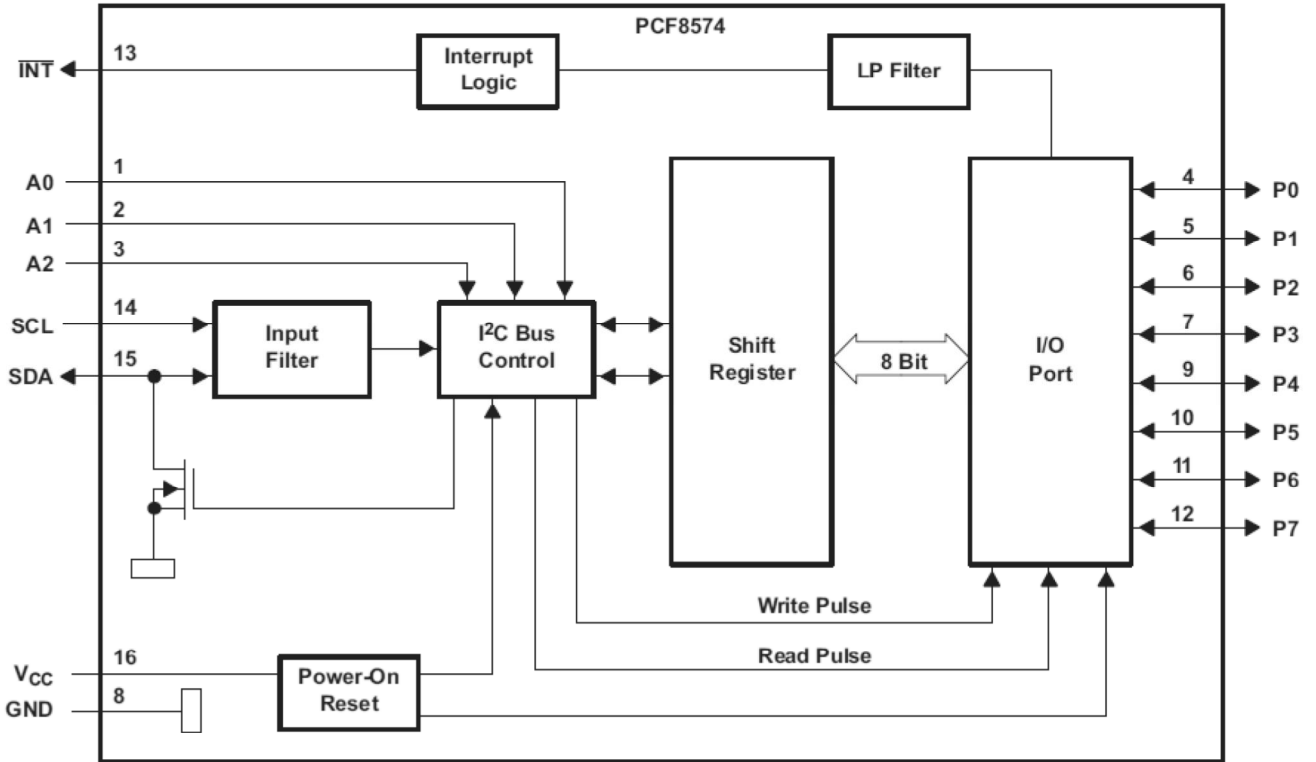 PCF8574
INT
13
Interrupt
Logic
LP Filter
A0
1
A1
2
A2
3
SCL
14
SDA
15
Input
Filter
I²C Bus
Control
Shift
Register
8 Bit
I/O
Port
4
P0
5
P1
6
P2
7
P3
9
P4
10
P5
11
P6
12
P7
Write Pulse
Read Pulse
VCC
16
GND
8
Power-On
Reset